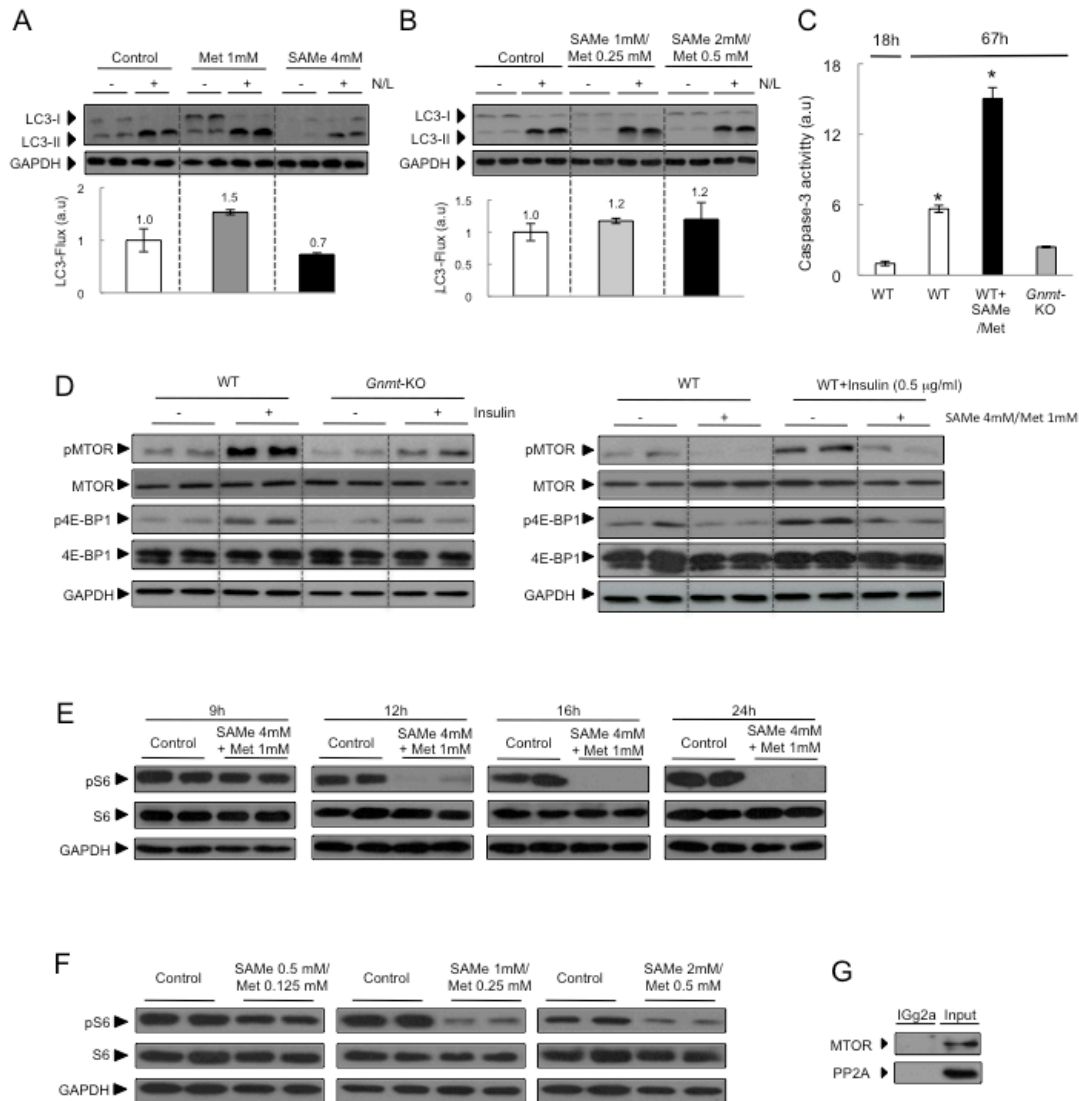 A
Control Met 1mM SAMe 4mM
- + - + - + N/L
LC3-I
LC3-II
GAPDH
LC3-Flux (a.u)
2
1
0
1.0
1.5
0.7
B
Control SAMe 1mM/ Met 0.25 mM SAMe 2mM/ Met 0.5 mM
- + - + - + N/L
LC3-I
LC3-II
GAPDH
LC3-Flux (a.u)
1.5
1
0.5
0
1.0
1.2
1.2
C
18h 67h
Caspase-3 activitty (a.u)
18
12
6
0
*
*
WT WT WT+ SAMe /Met Gnmt- KO
D
WT Gnmt-KO
- + - + Insulin
pMTOR
MTOR
p4E-BP1
4E-BP1
GAPDH
WT WT+Insulin (0.5 µg/ml)
- + - + SAMe 4mM/Met 1mM
pMTOR
MTOR
p4E-BP1
4E-BP1
GAPDH
E
9h 12h 16h 24h
Control SAMe 4mM + Met 1mM Control SAMe 4mM + Met 1mM Control SAMe 4mM + Met 1mM Control SAMe 4mM + Met 1mM
pS6
S6
GAPDH
F
Control SAMe 0.5 mM/ Met 0.125 mM Control SAMe 1mM/ Met 0.25 mM Control SAMe 2mM/ Met 0.5 mM
pS6
S6
GAPDH
G
IGg2a Input
MTOR
PP2A